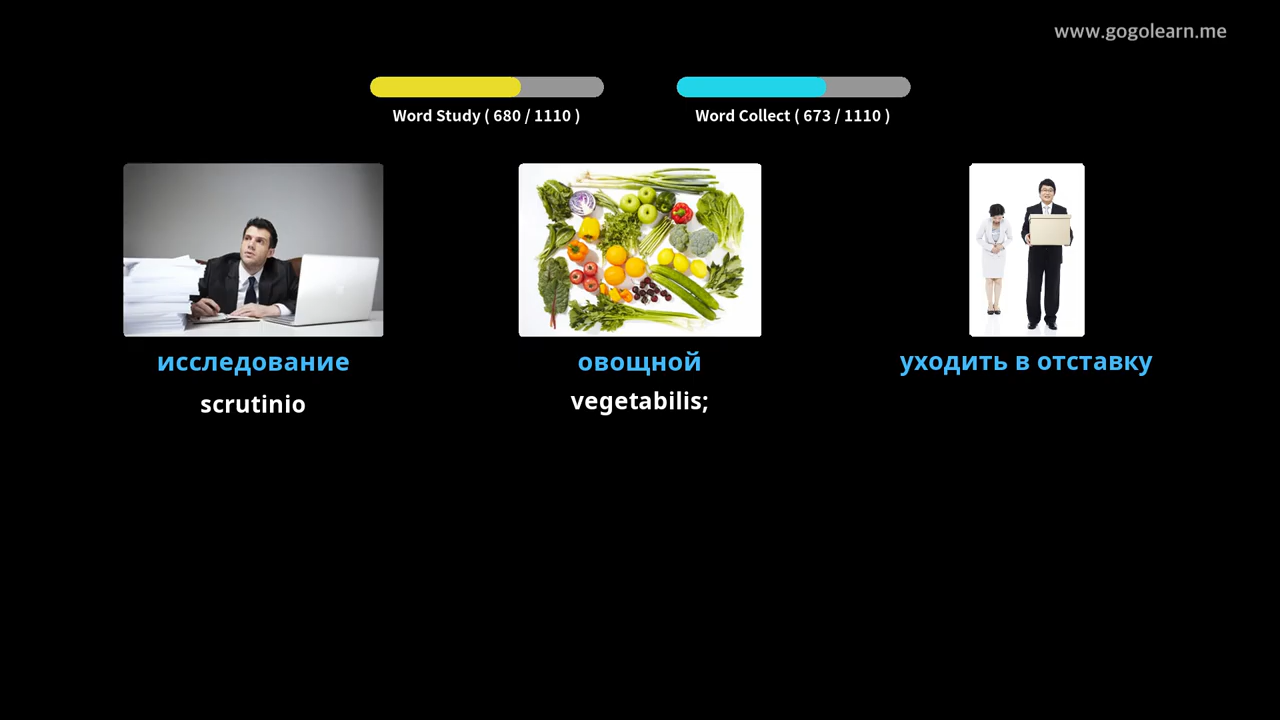 www.gogolearn.me
Word Study ( 680 / 1110 )
Word Collect ( 673 / 1110 )
исследование
овощной
уходить в отставку
scrutinio
vegetabilis;